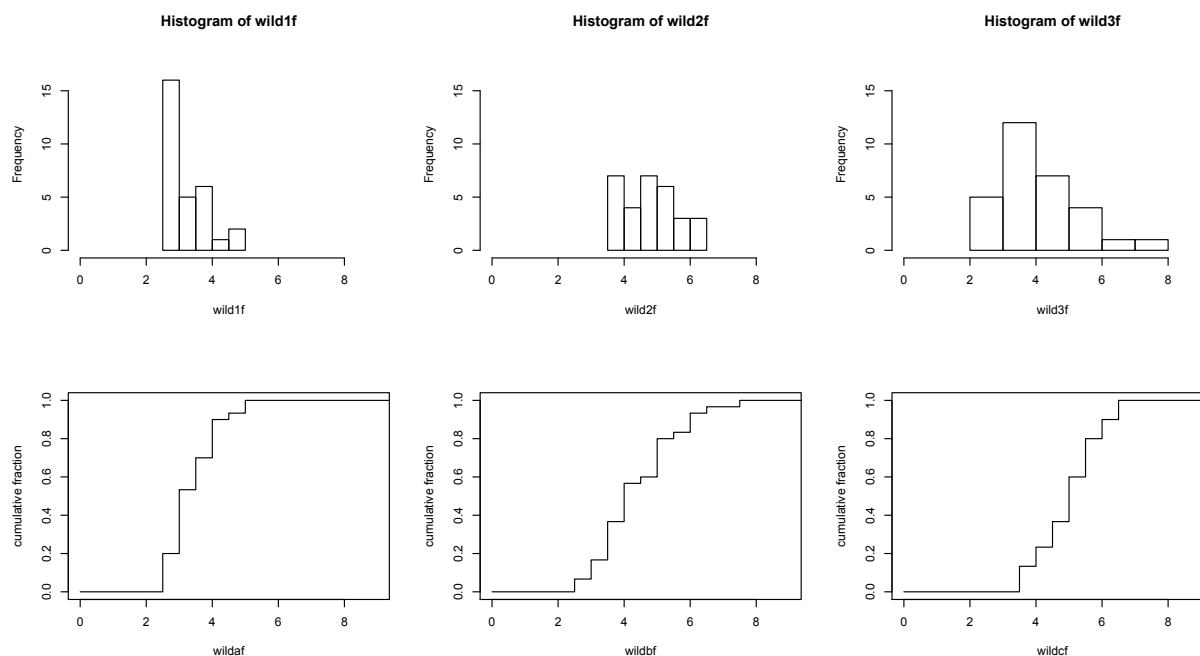 Histogram of wild1f
Frequency
15
10
5
0
0 2 4 6 8
wild1f
Histogram of wild2f
Frequency
15
10
5
0
0 2 4 6 8
wild2f
Histogram of wild3f
Frequency
15
10
5
0
0 2 4 6 8
wild3f
cumulative fraction
1.0
0.8
0.6
0.4
0.2
0.0
0 2 4 6 8
wildaf
cumulative fraction
1.0
0.8
0.6
0.4
0.2
0.0
0 2 4 6 8
wildbf
cumulative fraction
1.0
0.8
0.6
0.4
0.2
0.0
0 2 4 6 8
wildcf